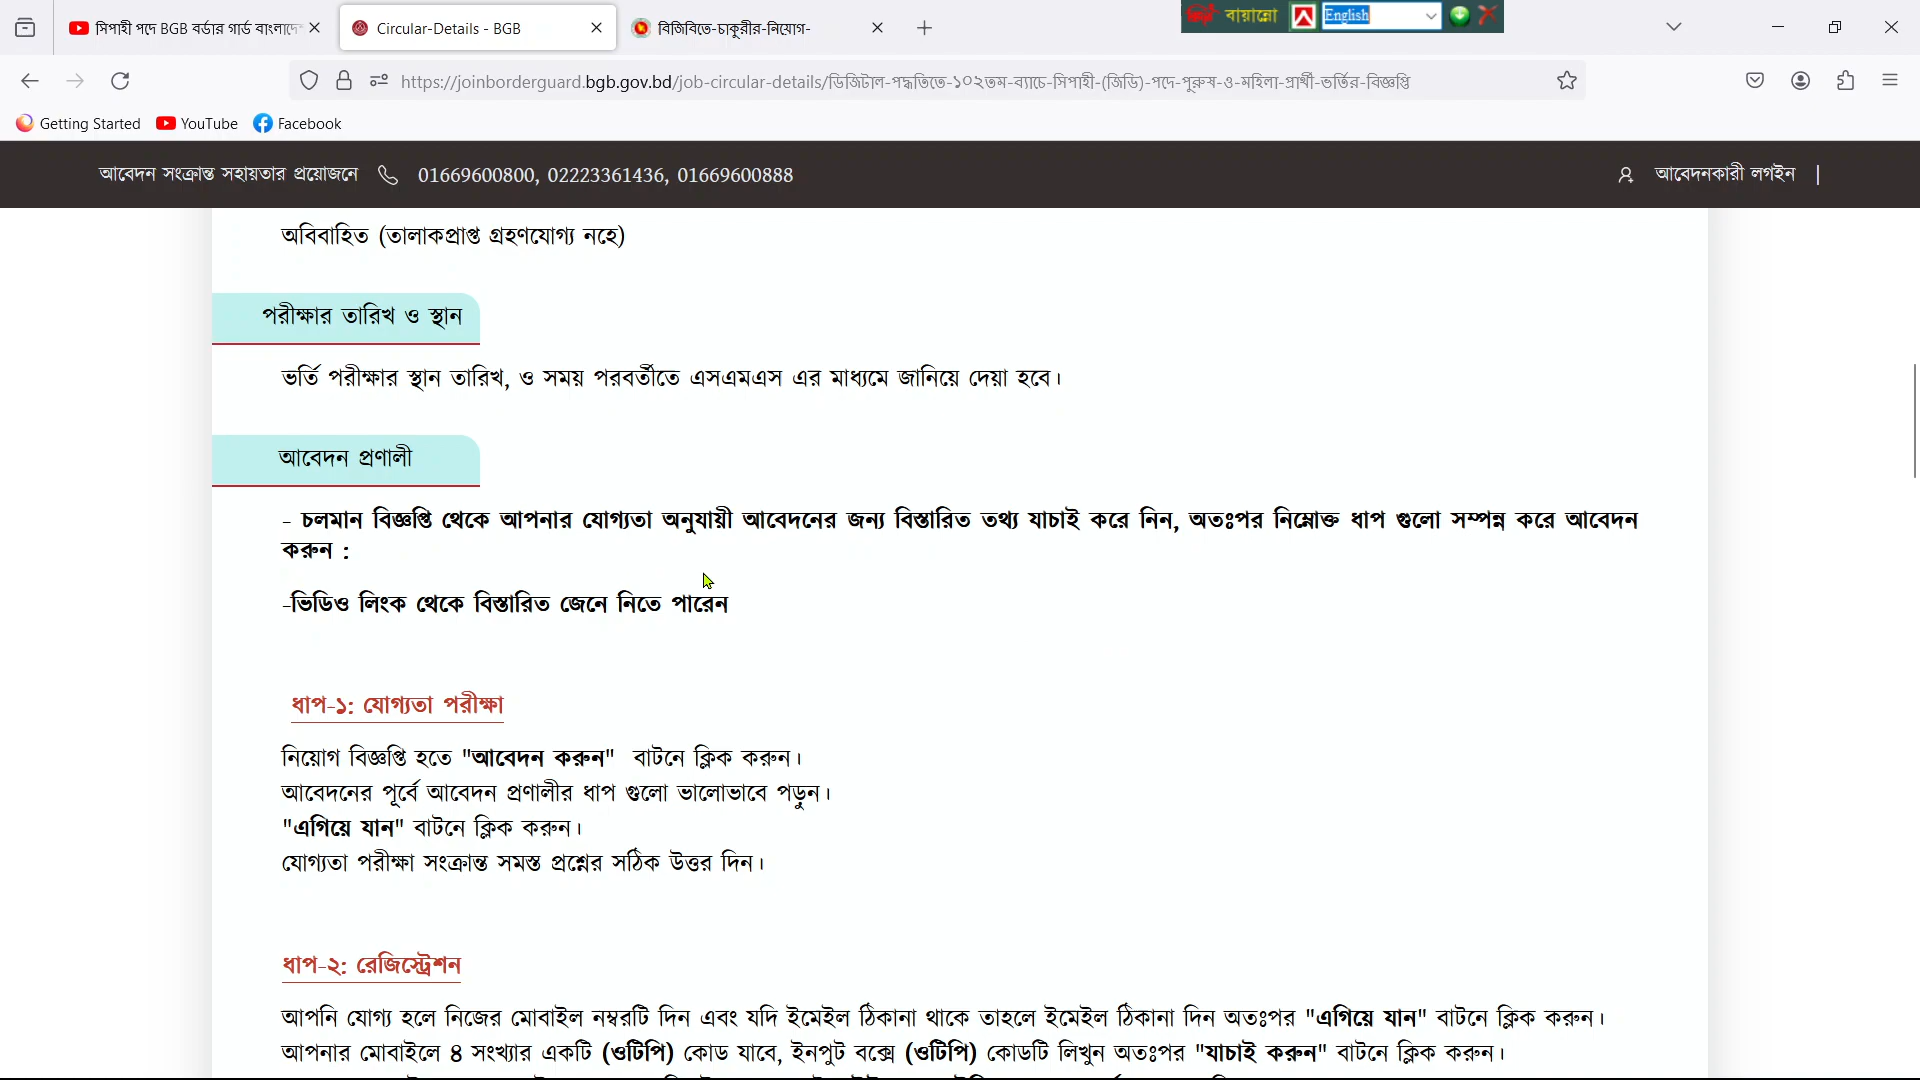 সিপাহী পদে BGB বর্ডার গার্ড বাংলাদে
Circular-Details - BGB
বিজিবিতে-চাকুরীর-নিয়োগ-
বায়ান্নো
English
https://joinborderguard.bgb.gov.bd/job-circular-details/ডিজিটাল-পদ্ধতিতে-১০২তম-ব্যাচে-সিপাহী-(জিডি)-পদে-পুরুষ-ও-মহিলা-প্রার্থী-ভর্তির-বিজ্ঞপ্তি
Getting Started
YouTube
Facebook
আবেদন সংক্রান্ত সহায়তার প্রয়োজনে 01669600800, 02223361436, 01669600888
আবেদনকারী লগইন |
অবিবাহিত (তালাকপ্রাপ্ত গ্রহণযোগ্য নহে)
পরীক্ষার তারিখ ও স্থান
ভর্তি পরীক্ষার স্থান তারিখ, ও সময় পরবর্তীতে এসএমএস এর মাধ্যমে জানিয়ে দেয়া হবে।
আবেদন প্রণালী
- চলমান বিজ্ঞপ্তি থেকে আপনার যোগ্যতা অনুযায়ী আবেদনের জন্য বিস্তারিত তথ্য যাচাই করে নিন, অতঃপর নিম্নোক্ত ধাপ গুলো সম্পন্ন করে আবেদন
করুন :
-ভিডিও লিংক থেকে বিস্তারিত জেনে নিতে পারেন
ধাপ-১: যোগ্যতা পরীক্ষা
নিয়োগ বিজ্ঞপ্তি হতে "আবেদন করুন" বাটনে ক্লিক করুন।
আবেদনের পূর্বে আবেদন প্রণালীর ধাপ গুলো ভালোভাবে পড়ুন।
"এগিয়ে যান" বাটনে ক্লিক করুন।
যোগ্যতা পরীক্ষা সংক্রান্ত সমস্ত প্রশ্নের সঠিক উত্তর দিন।
ধাপ-২: রেজিস্ট্রেশন
আপনি যোগ্য হলে নিজের মোবাইল নম্বরটি দিন এবং যদি ইমেইল ঠিকানা থাকে তাহলে ইমেইল ঠিকানা দিন অতঃপর "এগিয়ে যান" বাটনে ক্লিক করুন।
আপনার মোবাইলে ৪ সংখ্যার একটি (ওটিপি) কোড যাবে, ইনপুট বক্সে (ওটিপি) কোডটি লিখুন অতঃপর "যাচাই করুন" বাটনে ক্লিক করুন।